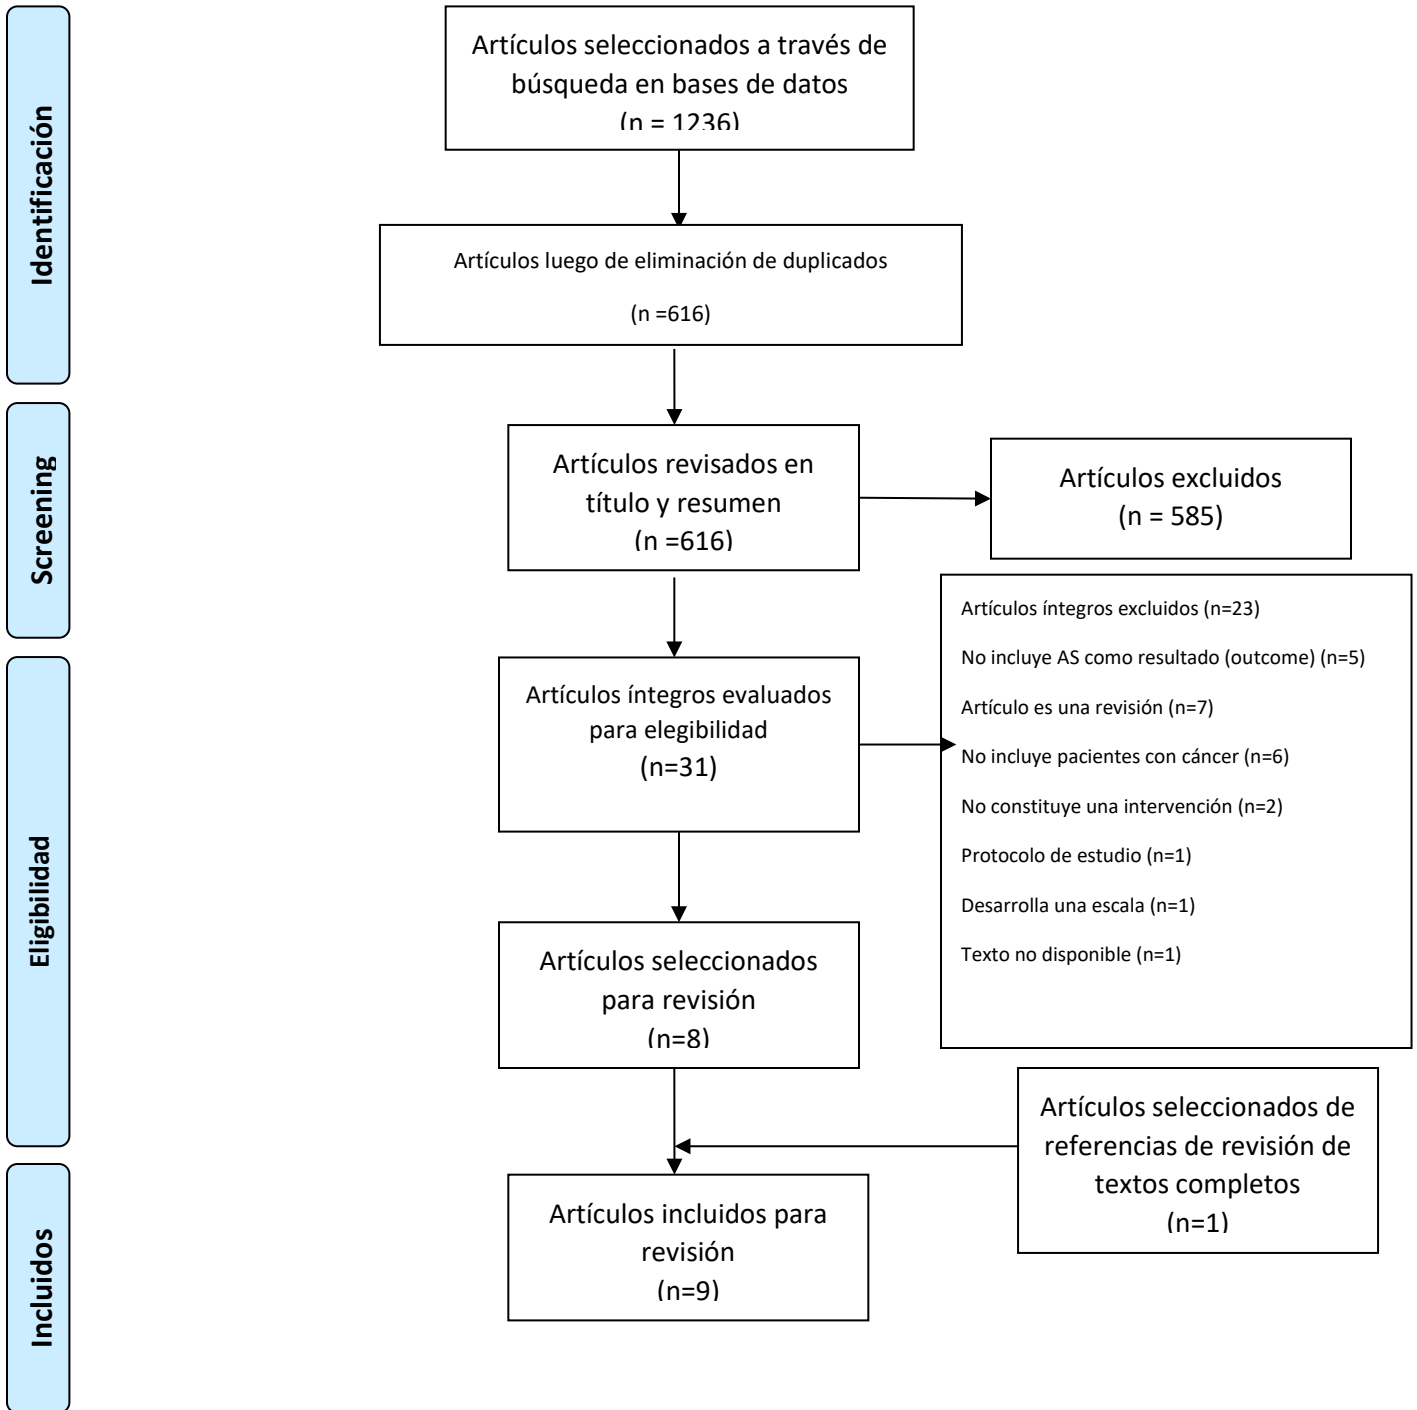 Identificación
Artículos seleccionados a través de
búsqueda en bases de datos
(n = 1236)
Artículos luego de eliminación de duplicados
(n =616)
Screening
Artículos revisados en
título y resumen
(n =616)
Artículos excluidos
(n = 585)
Eligibilidad
Artículos íntegros evaluados
para elegibilidad
(n=31)
Artículos íntegros excluidos (n=23)
No incluye AS como resultado (outcome) (n=5)
Artículo es una revisión (n=7)
No incluye pacientes con cáncer (n=6)
No constituye una intervención (n=2)
Protocolo de estudio (n=1)
Desarrolla una escala (n=1)
Texto no disponible (n=1)
Artículos seleccionados
para revisión
(n=8)
Artículos seleccionados de
referencias de revisión de
textos completos
(n=1)
Incluidos
Artículos incluidos para
revisión
(n=9)